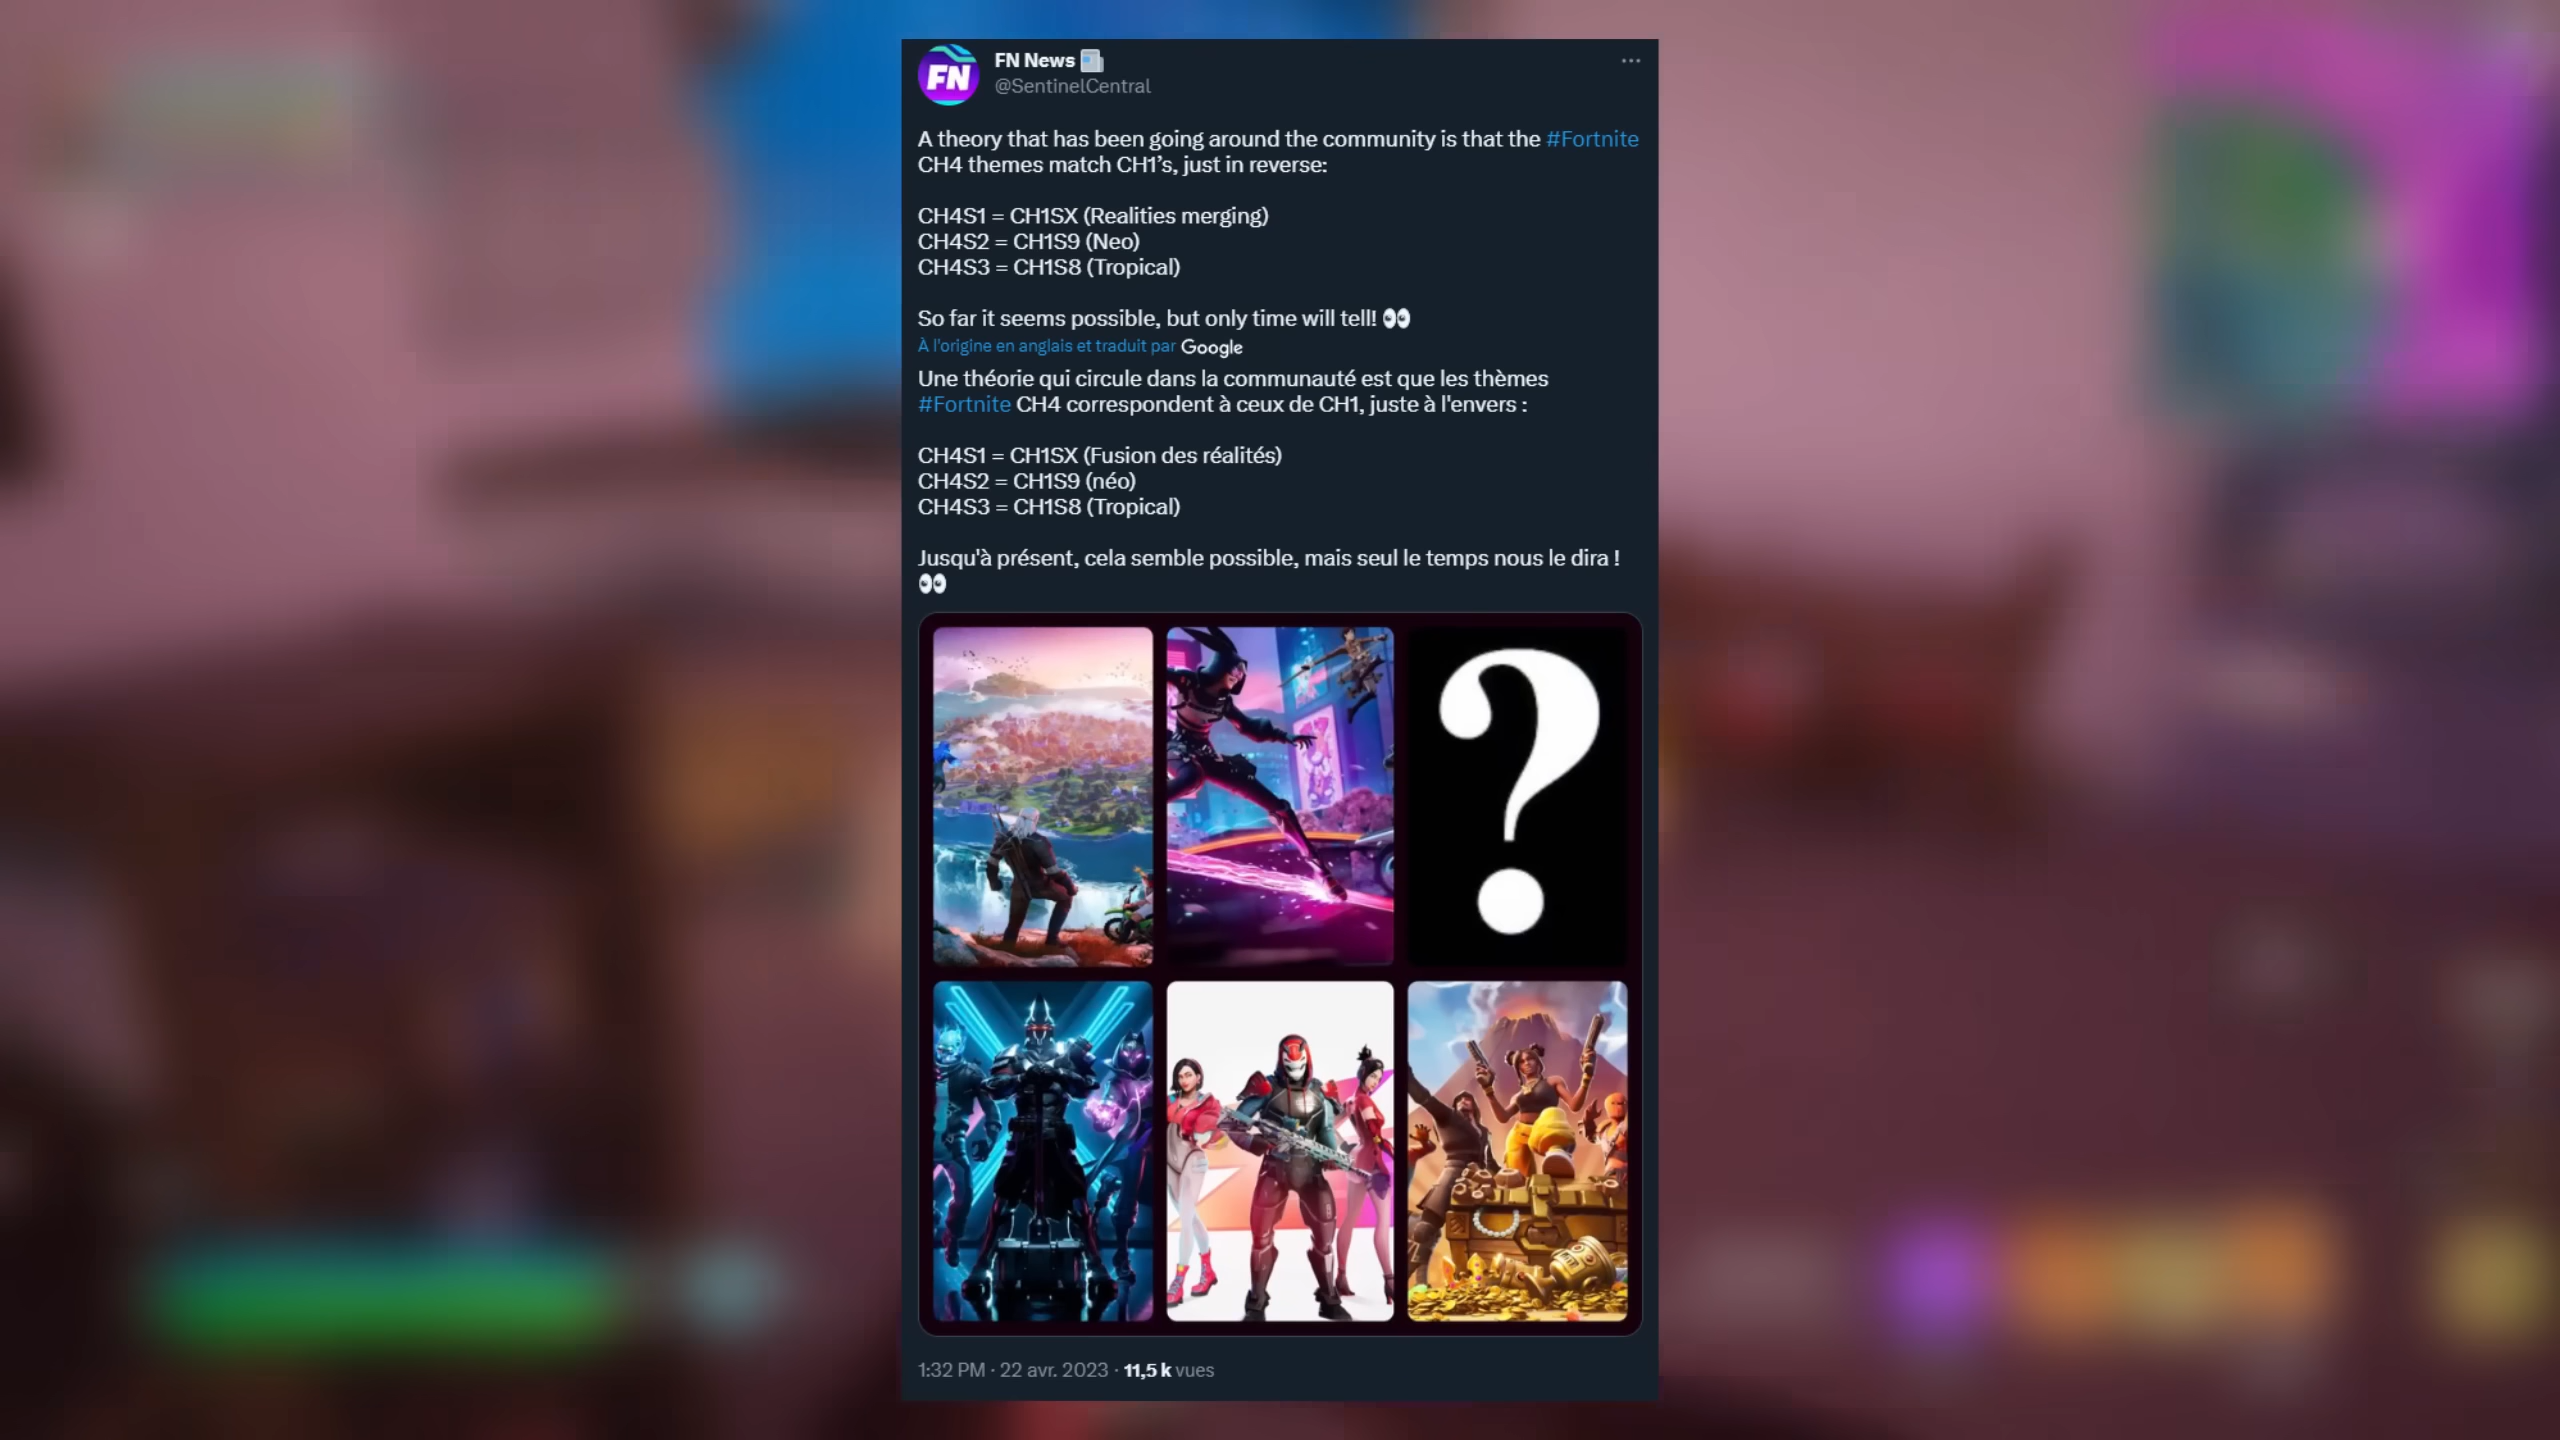 FN News
@SentinelCentral
FN
A theory that has been going around the community is that the #Fortnite
CH4 themes match CH1’s, just in reverse:
CH4S1 = CH1SX (Realities merging)
CH4S2 = CH1S9 (Neo)
CH4S3 = CH1S8 (Tropical)
So far it seems possible, but only time will tell! 👀
À l'origine en anglais et traduit par Google
Une théorie qui circule dans la communauté est que les thèmes
#Fortnite CH4 correspondent à ceux de CH1, juste à l'envers :
CH4S1 = CH1SX (Fusion des réalités)
CH4S2 = CH1S9 (néo)
CH4S3 = CH1S8 (Tropical)
Jusqu'à présent, cela semble possible, mais seul le temps nous le dira !
👀
?
1:32 PM · 22 avr. 2023 · 11,5 k vues